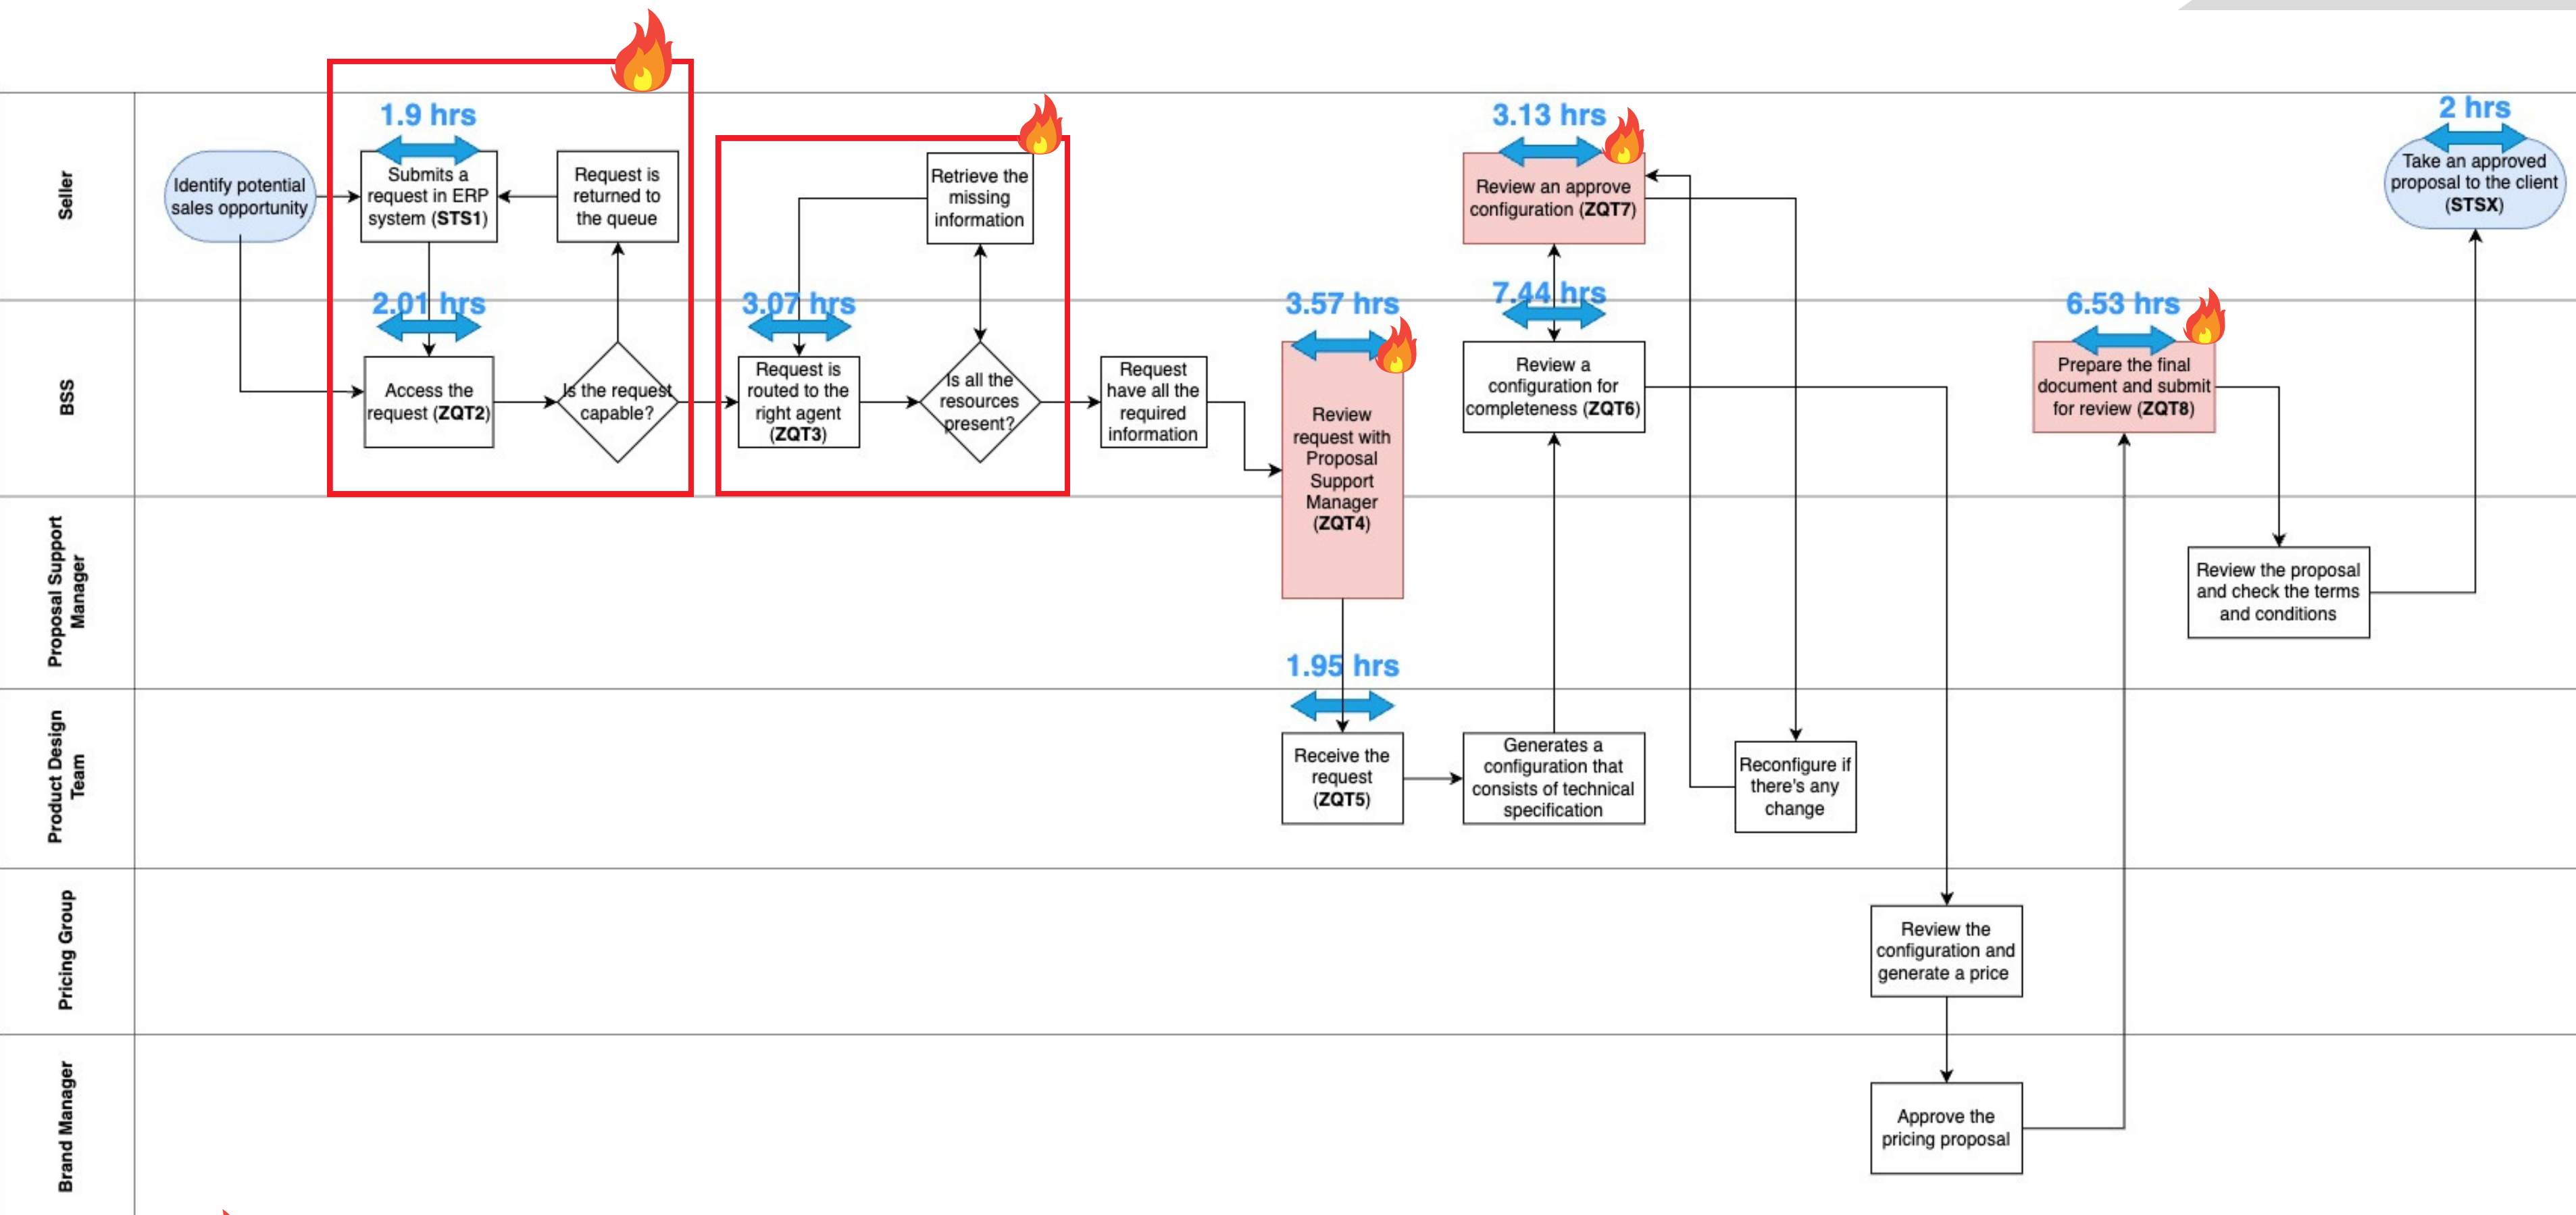 Seller
1.9 hrs
3.13 hrs
2 hrs
Identify potential
sales opportunity
Submits a
request in ERP
system (STS1)
Request is
returned to
the queue
Retrieve the
missing
information
Review an approve
configuration (ZQT7)
Take an approved
proposal to the client
(STSX)
BSS
2.01 hrs
3.07 hrs
3.57 hrs
7.44 hrs
6.53 hrs
Access the
request (ZQT2)
Is the request
capable?
Request is
routed to the
right agent
(ZQT3)
Is all the
resources
present?
Request
have all the
required
information
Review
request with
Proposal
Support
Manager
(ZQT4)
Review a
configuration for
completeness (ZQT6)
Prepare the final
document and submit
for review (ZQT8)
Proposal Support
Manager
Review the proposal
and check the terms
and conditions
1.95 hrs
Product Design
Team
Receive the
request
(ZQT5)
Generates a
configuration that
consists of technical
specification
Reconfigure if
there's any
change
Pricing Group
Review the
configuration and
generate a price
Brand Manager
Approve the
pricing proposal